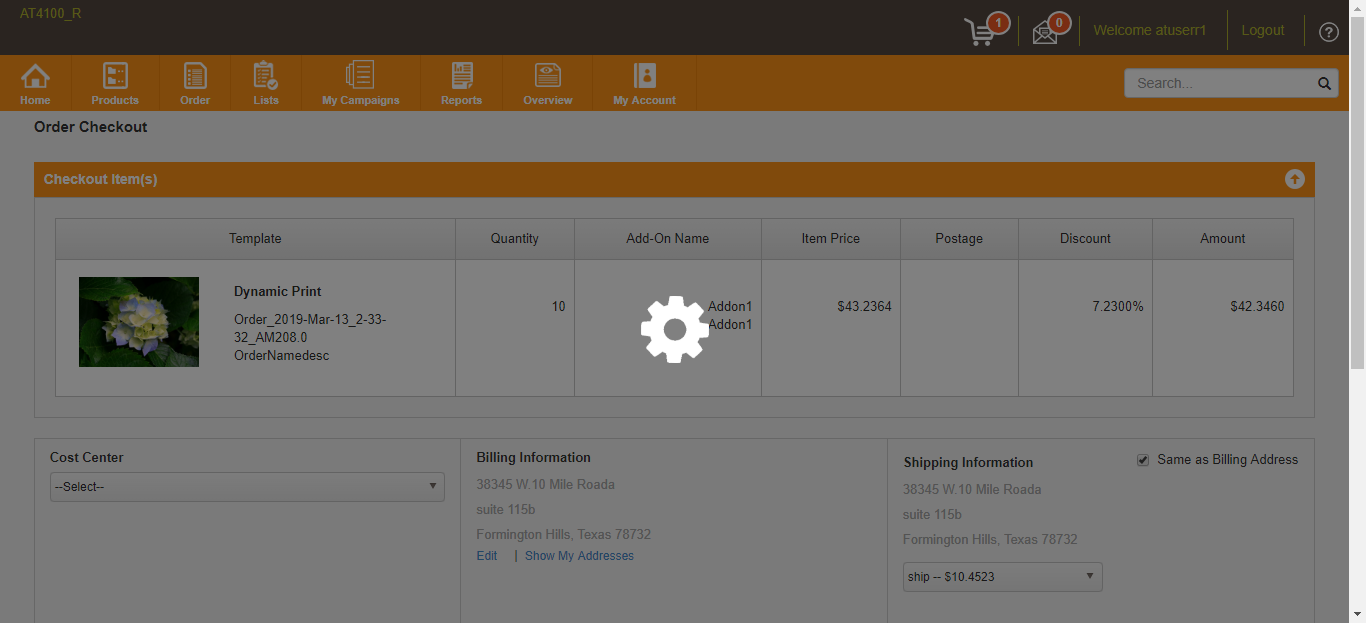 AT4100_R
1
0
Welcome atuserr1
Logout
?
Home
Products
Order
Lists
My Campaigns
Reports
Overview
My Account
Search...
Order Checkout
Checkout Item(s)
Template
Quantity
Add-On Name
Item Price
Postage
Discount
Amount
Dynamic Print
Order_2019-Mar-13_2-33-
32_AM208.0
OrderNamedesc
10
Addon1
Addon1
$43.2364
7.2300%
$42.3460
Cost Center
--Select--
Billing Information
38345 W.10 Mile Roada
suite 115b
Formington Hills, Texas 78732
Edit | Show My Addresses
Shipping Information
Same as Billing Address
38345 W.10 Mile Roada
suite 115b
Formington Hills, Texas 78732
ship -- $10.4523